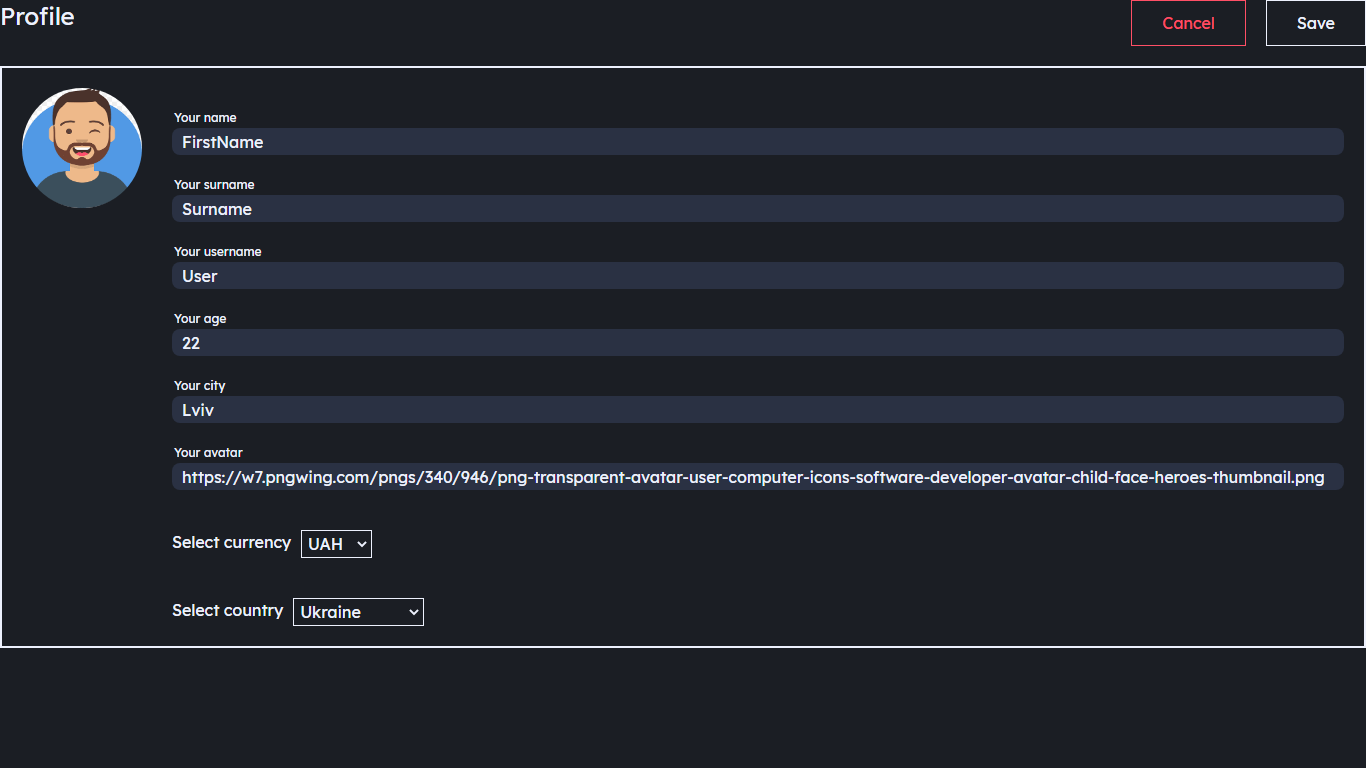 Profile
Cancel
Save
Your name
FirstName
Your surname
Surname
Your username
User
Your age
22
Your city
Lviv
Your avatar
https://w7.pngwing.com/pngs/340/946/png-transparent-avatar-user-computer-icons-software-developer-avatar-child-face-heroes-thumbnail.png
Select currency UAH
Select country Ukraine